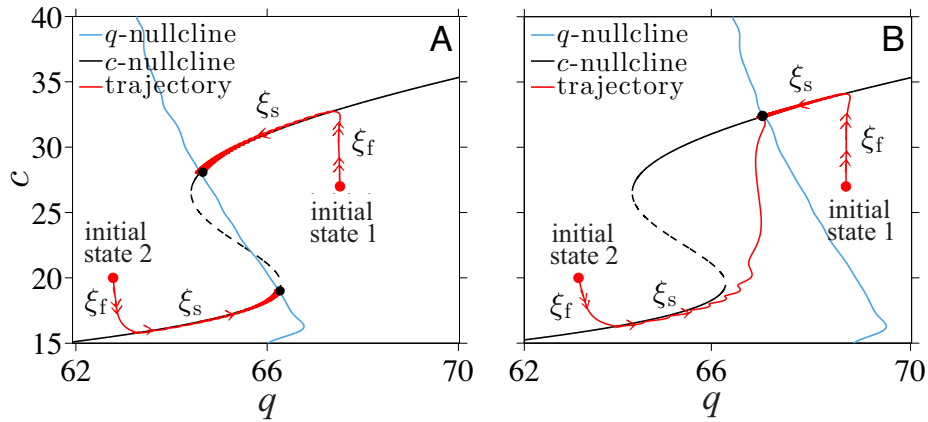 A
q-nullcline
c-nullcline
trajectory
40
35
30
25
20
15
c
ξs
ξf
initial
state 1
initial
state 2
ξf
ξs
62
66
70
q
B
q-nullcline
c-nullcline
trajectory
ξs
ξf
initial
state 1
initial
state 2
ξf
ξs
62
66
70
q